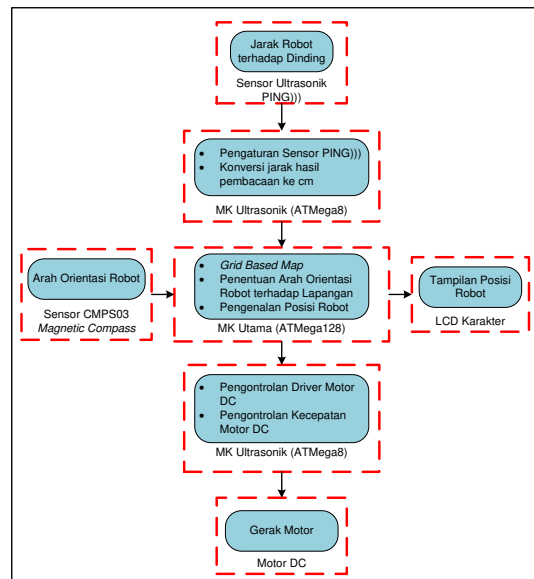 Jarak Robot
terhadap Dinding
Sensor Ultrasonik
PING)))
• Pengaturan Sensor PING)))
• Konversi jarak hasil
pembacaan ke cm
MK Ultrasonik (ATMega8)
Arah Orientasi Robot
Sensor CMPS03
Magnetic Compass
• Grid Based Map
• Penentuan Arah Orientasi
Robot terhadap Lapangan
• Pengenalan Posisi Robot
MK Utama (ATMega128)
Tampilan Posisi
Robot
LCD Karakter
• Pengontrolan Driver Motor
DC
• Pengontrolan Kecepatan
Motor DC
MK Ultrasonik (ATMega8)
Gerak Motor
Motor DC